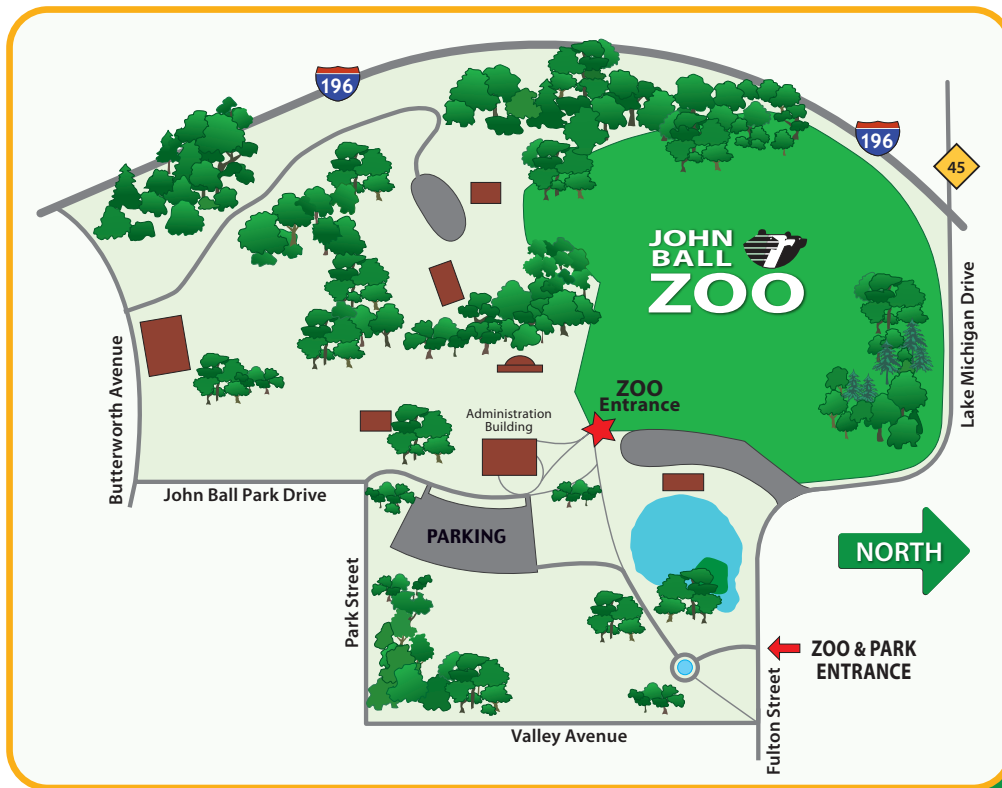 196
196
45
JOHN
BALL
ZOO
Lake Michigan Drive
Butterworth Avenue
ZOO
Entrance
Administration
Building
John Ball Park Drive
PARKING
NORTH
Park Street
ZOO & PARK
ENTRANCE
Fulton Street
Valley Avenue